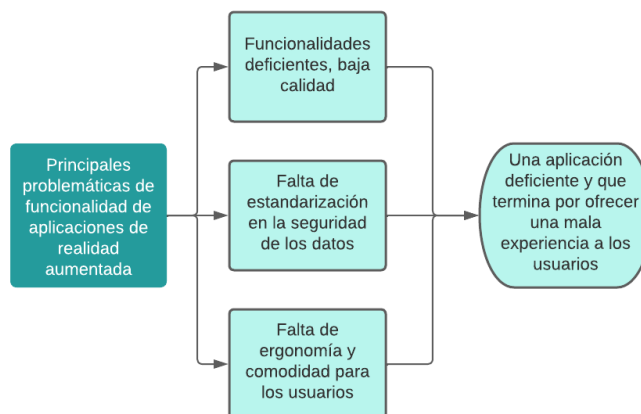 Funcionalidades
deficientes, baja
calidad
Principales
problemáticas de
funcionalidad de
aplicaciones de
realidad
aumentada
Falta de
estandarización
en la seguridad
de los datos
Una aplicación
deficiente y que
termina por ofrecer
una mala
experiencia a los
usuarios
Falta de
ergonomía y
comodidad para
los usuarios